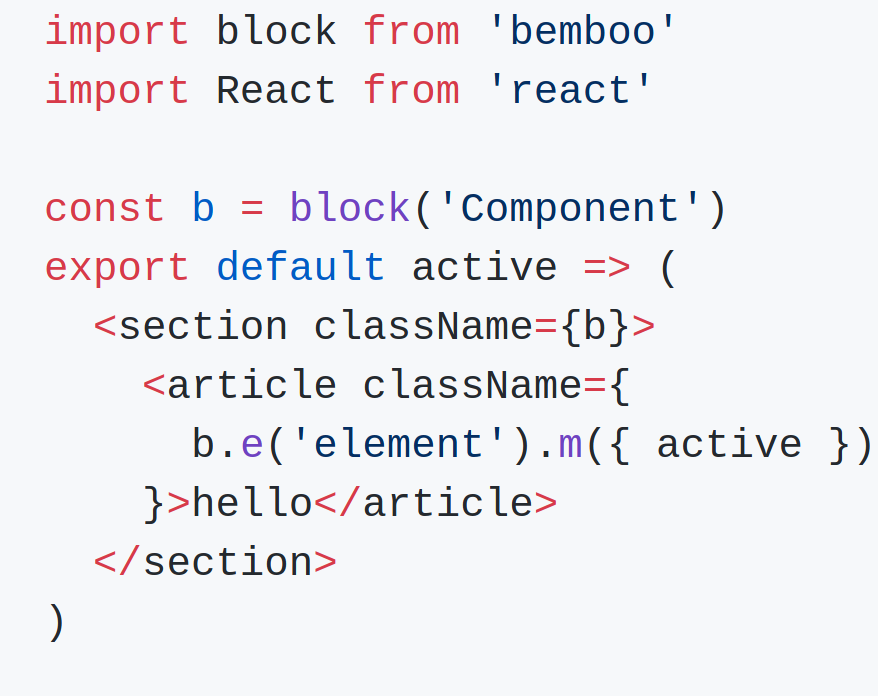 import block from 'bemboo'
import React from 'react'

const b = block('Component')
export default active => (
  <section className={b}>
    <article className={
      b.e('element').m({ active })
    }>hello</article>
  </section>
)